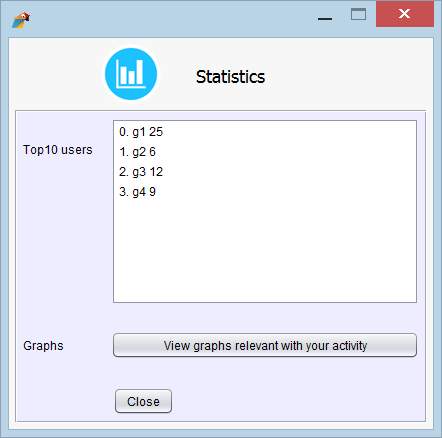 Statistics
Top10 users
0. g1 25
1. g2 6
2. g3 12
3. g4 9
Graphs
View graphs relevant with your activity
Close